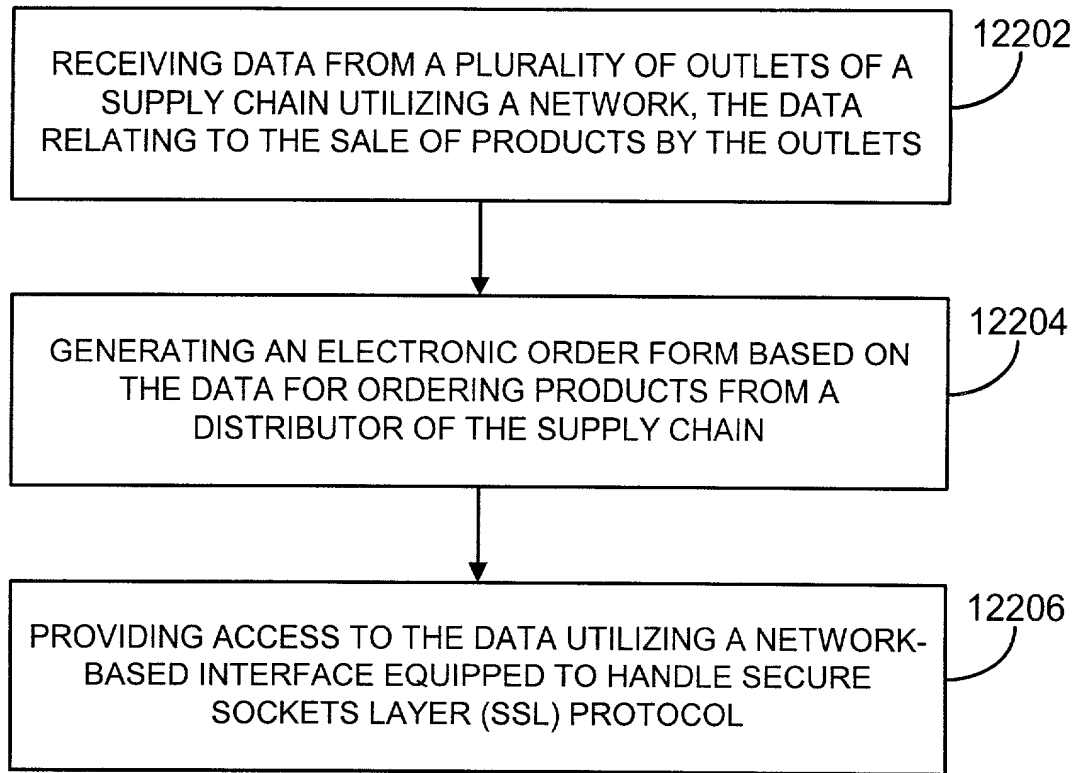 12202
RECEIVING DATA FROM A PLURALITY OF OUTLETS OF A
SUPPLY CHAIN UTILIZING A NETWORK, THE DATA
RELATING TO THE SALE OF PRODUCTS BY THE OUTLETS
12204
GENERATING AN ELECTRONIC ORDER FORM BASED ON
THE DATA FOR ORDERING PRODUCTS FROM A
DISTRIBUTOR OF THE SUPPLY CHAIN
12206
PROVIDING ACCESS TO THE DATA UTILIZING A NETWORK-
BASED INTERFACE EQUIPPED TO HANDLE SECURE
SOCKETS LAYER (SSL) PROTOCOL